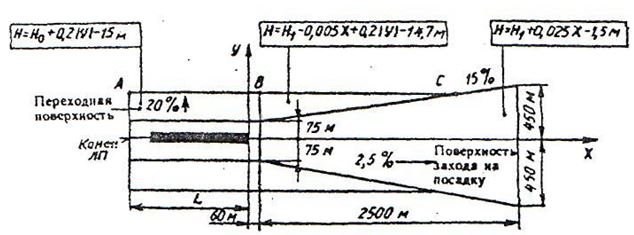 H=H₀+0,2|У|-15 м
H=H₁-0,005X+0,2|У|-14,7 м
H=H₁+0,025X-1,5 м
У
A
B
C
15%
Переходная
поверхность
20%
Конец
ЛП
75 м
75 м
2,5 %
Поверхность
захода на
посадку
X
450 м
450 м
L
60 м
2500 м